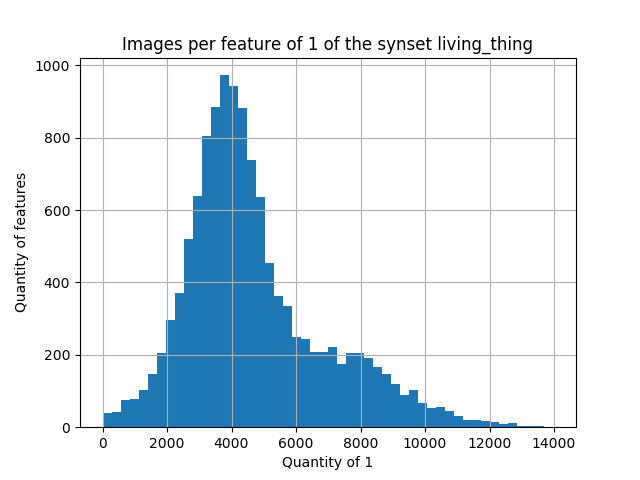 Images per feature of 1 of the synset living_thing
1000
800
600
400
200
0
Quantity of features
0 2000 4000 6000 8000 10000 12000 14000
Quantity of 1